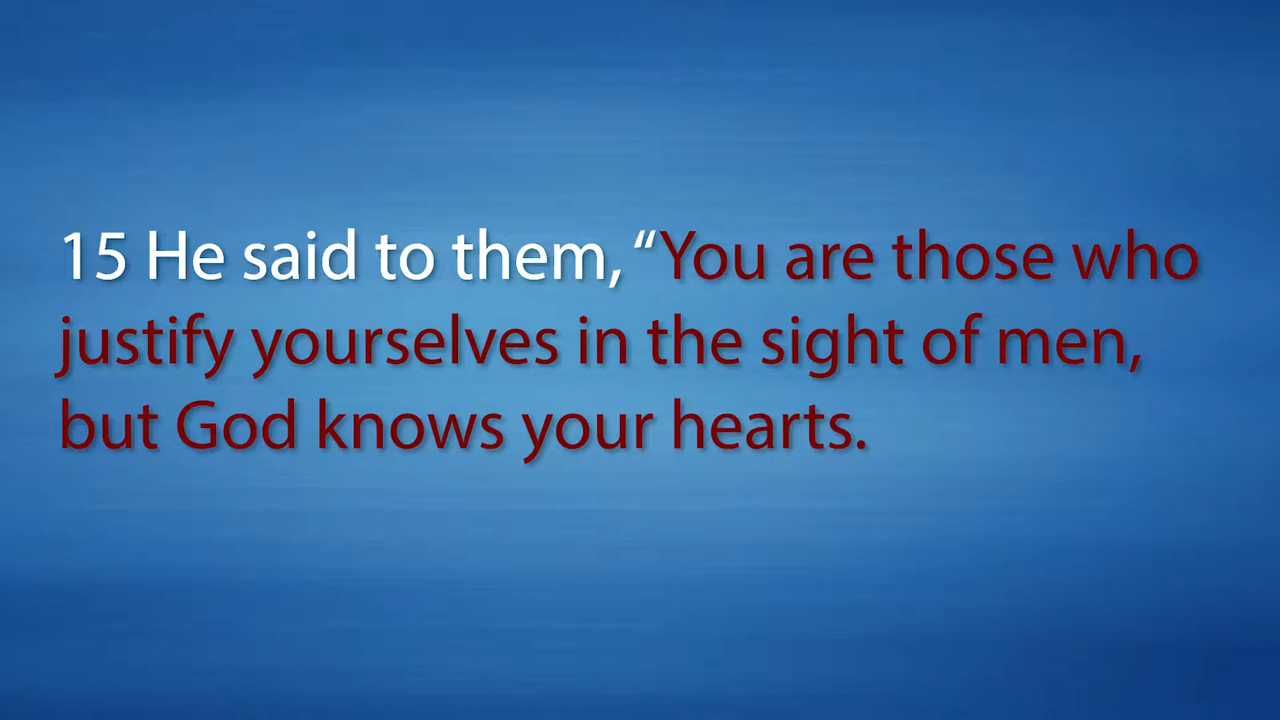 15 He said to them, “You are those who
justify yourselves in the sight of men,
but God knows your hearts.